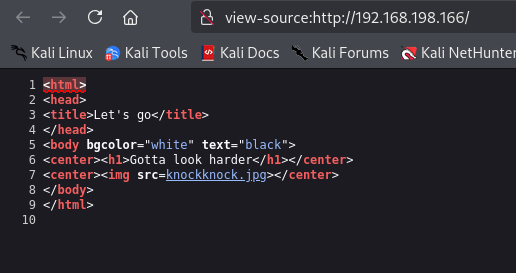 view-source:http://192.168.198.166/
Kali Linux Kali Tools Kali Docs Kali Forums Kali NetHunter
1 <html>
2 <head>
3 <title>Let's go</title>
4 </head>
5 <body bgcolor="white" text="black">
6 <center><h1>Gotta look harder</h1></center>
7 <center><img src=knockknock.jpg></center>
8 </body>
9 </html>
10